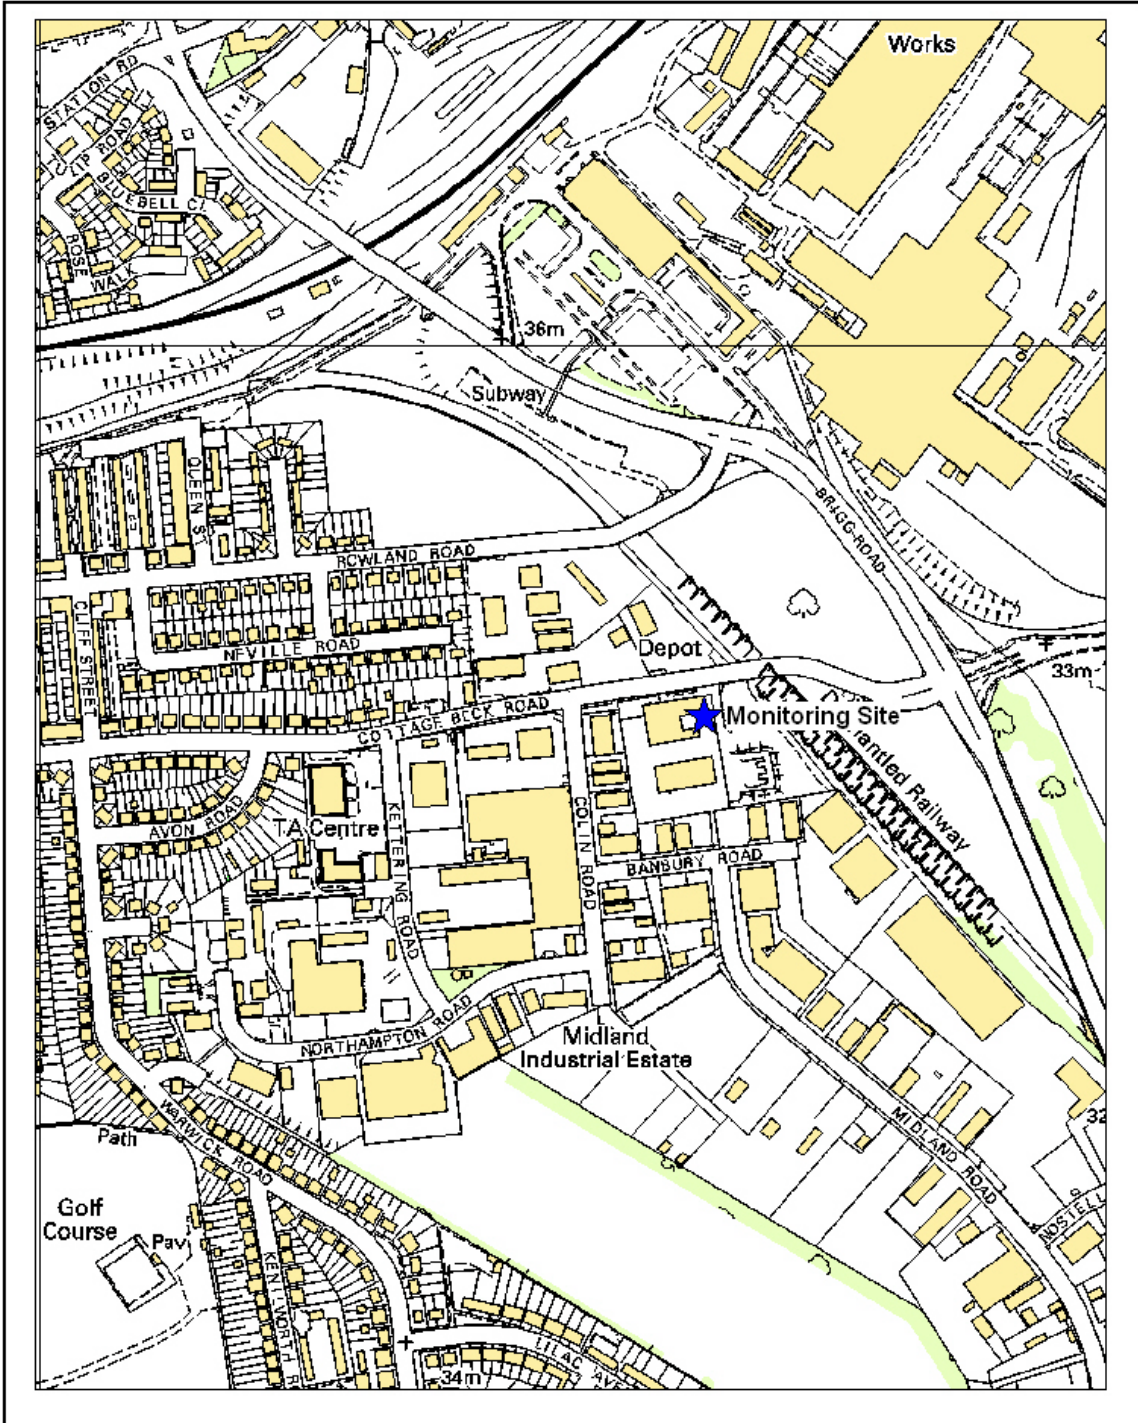 Works
STATION RD
TULIP ROAD
BLUEBELL CT
ROSE
WALK
36m
Subway
QUEEN ST
BRIGG ROAD
ROWLAND ROAD
CLIFF STREET
NEVILLE ROAD
Depot
33m
COTTAGE BECK ROAD
Monitoring Site
Dismantled Railway
AVON ROAD
TA Centre
KETTERING ROAD
COLIN ROAD
BANBURY ROAD
NORTHAMPTON ROAD
Midland
Industrial Estate
WARWICK ROAD
MIDLAND ROAD
32
Path
Golf
Course
Pav
NOSTELL
LILAC AVE
34m